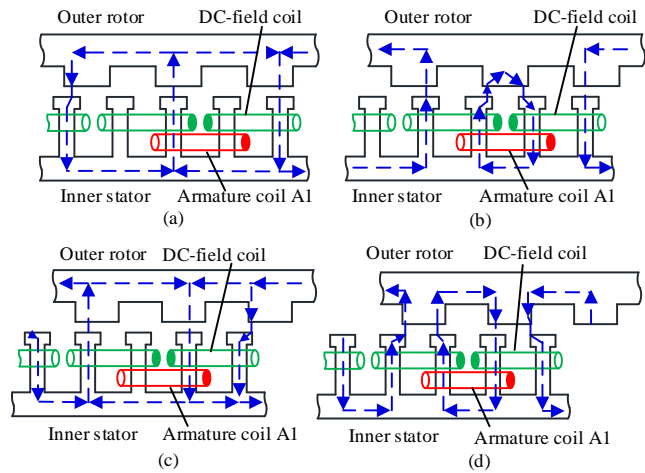 Outer rotor
DC-field coil
Inner stator
Armature coil A1
(a)
Outer rotor
DC-field coil
Inner stator
Armature coil A1
(b)
Outer rotor
DC-field coil
Inner stator
Armature coil A1
(c)
Outer rotor
DC-field coil
Inner stator
Armature coil A1
(d)